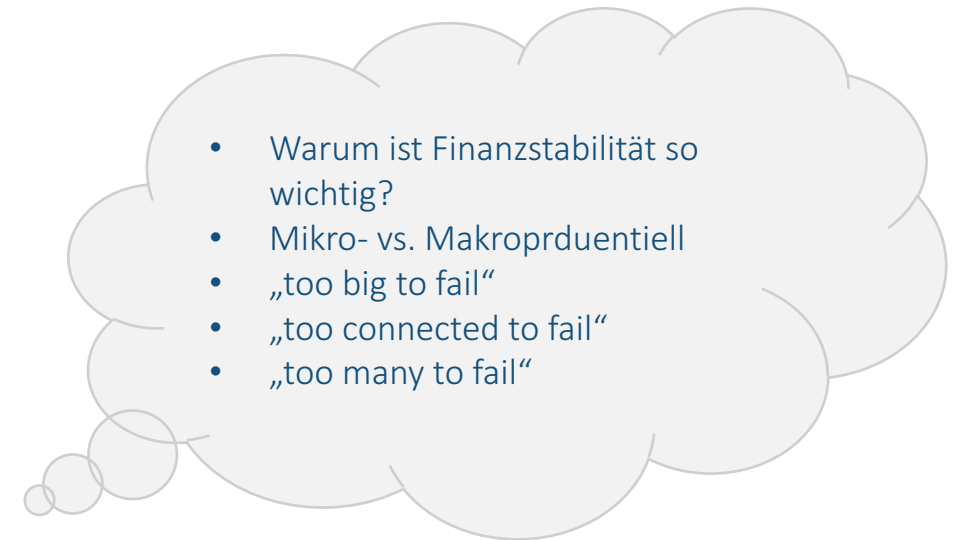 • Warum ist Finanzstabilität so
wichtig?
• Mikro- vs. Makroprduentiell
• „too big to fail“
• „too connected to fail“
• „too many to fail“